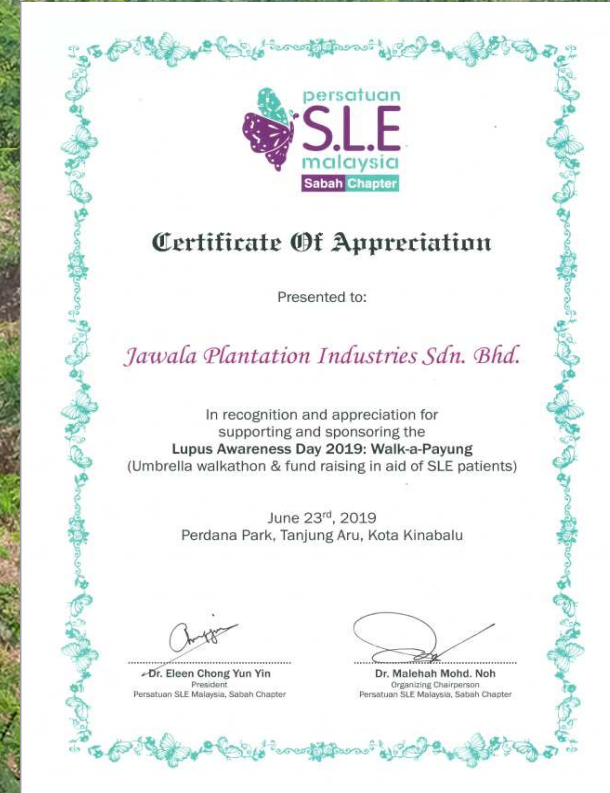 persatuan
S.L.E
malaysia
Sabah Chapter
Certificate Of Appreciation
Presented to:
Jawala Plantation Industries Sdn. Bhd.
In recognition and appreciation for
supporting and sponsoring the
Lupus Awareness Day 2019: Walk-a-Payung
(Umbrella walkathon & fund raising in aid of SLE patients)
June 23rd, 2019
Perdana Park, Tanjung Aru, Kota Kinabalu
Dr. Eleen Chong Yun Yin
President
Persatuan SLE Malaysia, Sabah Chapter
Dr. Malehah Mohd. Noh
Organizing Chairperson
Persatuan SLE Malaysia, Sabah Chapter